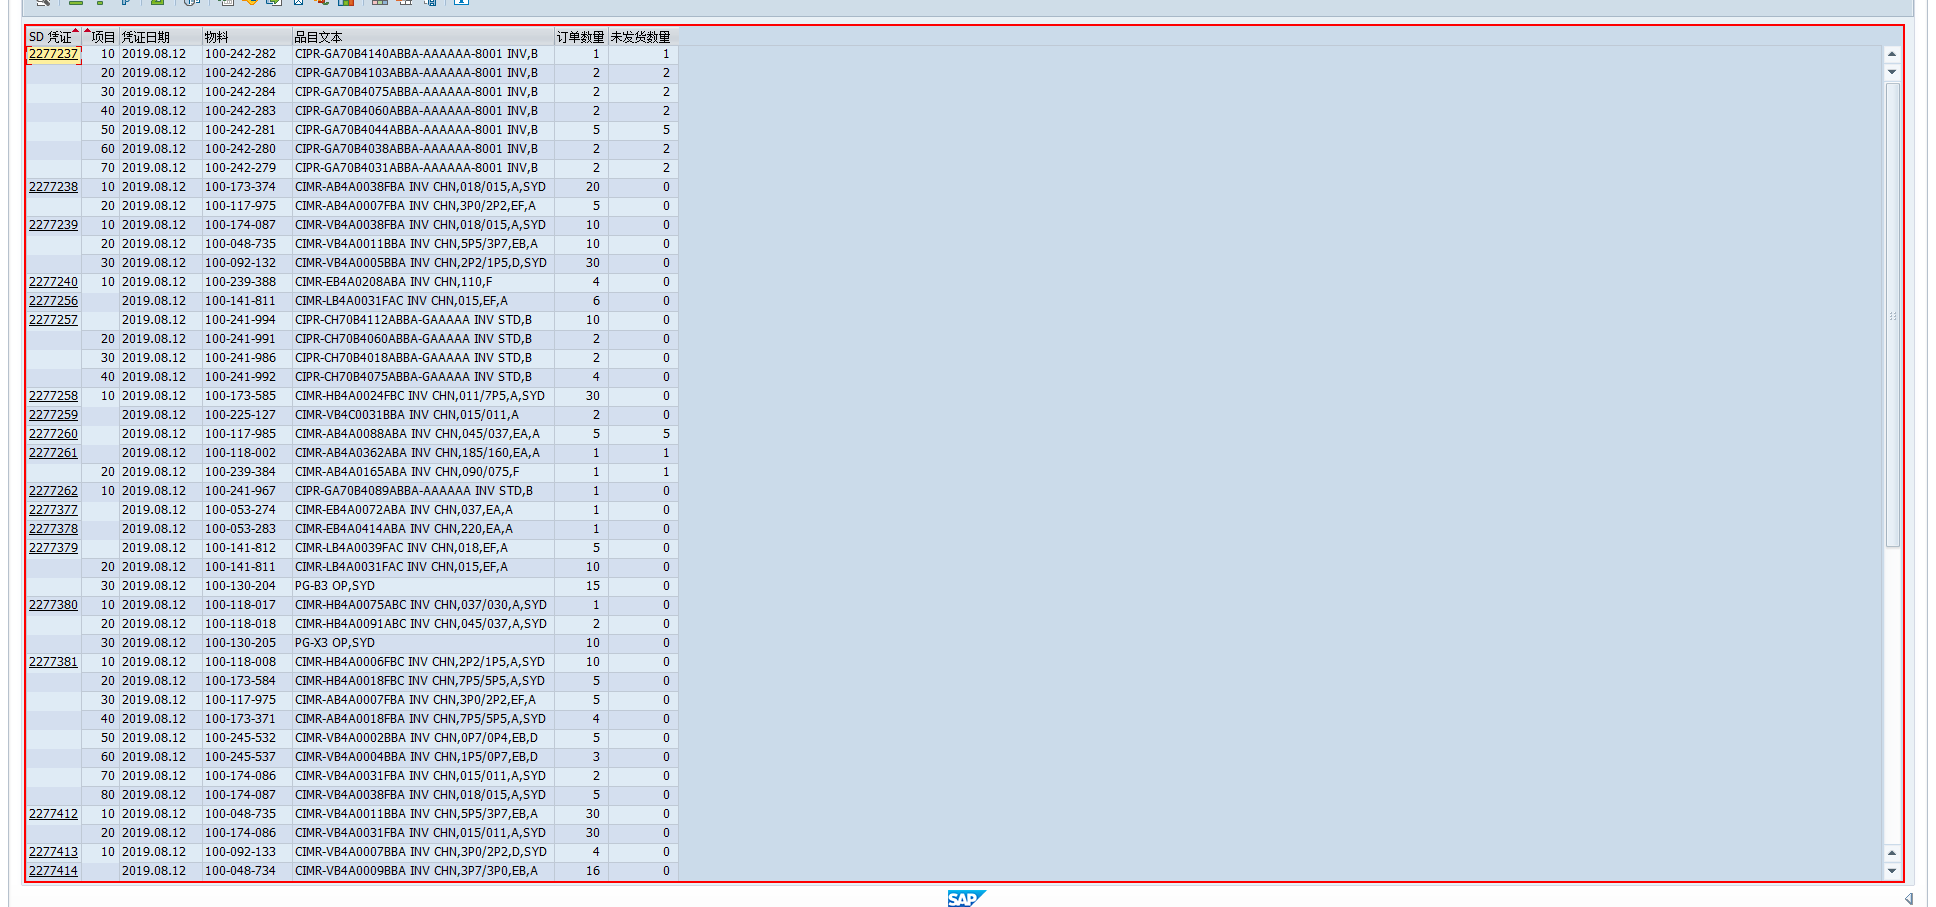 SD 凭证 项目 凭证日期 物料 品目文本 订单数量 未发货数量
2277237 10 2019.08.12 100-242-282 CIPR-GA70B4140ABBA-AAAAAA-8001 INV,B 1 1
20 2019.08.12 100-242-286 CIPR-GA70B4103ABBA-AAAAAA-8001 INV,B 2 2
30 2019.08.12 100-242-284 CIPR-GA70B4075ABBA-AAAAAA-8001 INV,B 2 2
40 2019.08.12 100-242-283 CIPR-GA70B4060ABBA-AAAAAA-8001 INV,B 2 2
50 2019.08.12 100-242-281 CIPR-GA70B4044ABBA-AAAAAA-8001 INV,B 5 5
60 2019.08.12 100-242-280 CIPR-GA70B4038ABBA-AAAAAA-8001 INV,B 2 2
70 2019.08.12 100-242-279 CIPR-GA70B4031ABBA-AAAAAA-8001 INV,B 2 2
2277238 10 2019.08.12 100-173-374 CIMR-AB4A0038FBA INV CHN,018/015,A,SYD 20 0
20 2019.08.12 100-117-975 CIMR-AB4A0007FBA INV CHN,3P0/2P2,EF,A 5 0
2277239 10 2019.08.12 100-174-087 CIMR-VB4A0038FBA INV CHN,018/015,A,SYD 10 0
20 2019.08.12 100-048-735 CIMR-VB4A0011BBA INV CHN,5P5/3P7,EB,A 10 0
30 2019.08.12 100-092-132 CIMR-VB4A0005BBA INV CHN,2P2/1P5,D,SYD 30 0
2277240 10 2019.08.12 100-239-388 CIMR-EB4A0208ABA INV CHN,110,F 4 0
2277256 2019.08.12 100-141-811 CIMR-LB4A0031FAC INV CHN,015,EF,A 6 0
2277257 2019.08.12 100-241-994 CIPR-CH70B4112ABBA-GAAAAA INV STD,B 10 0
20 2019.08.12 100-241-991 CIPR-CH70B4060ABBA-GAAAAA INV STD,B 2 0
30 2019.08.12 100-241-986 CIPR-CH70B4018ABBA-GAAAAA INV STD,B 2 0
40 2019.08.12 100-241-992 CIPR-CH70B4075ABBA-GAAAAA INV STD,B 4 0
2277258 10 2019.08.12 100-173-585 CIMR-HB4A0024FBC INV CHN,011/7P5,A,SYD 30 0
2277259 2019.08.12 100-225-127 CIMR-VB4C0031BBA INV CHN,015/011,A 2 0
2277260 2019.08.12 100-117-985 CIMR-AB4A0088ABA INV CHN,045/037,EA,A 5 5
2277261 2019.08.12 100-118-002 CIMR-AB4A0362ABA INV CHN,185/160,EA,A 1 1
20 2019.08.12 100-239-384 CIMR-AB4A0165ABA INV CHN,090/075,F 1 1
2277262 10 2019.08.12 100-241-967 CIPR-GA70B4089ABBA-AAAAAA INV STD,B 1 0
2277377 2019.08.12 100-053-274 CIMR-EB4A0072ABA INV CHN,037,EA,A 1 0
2277378 2019.08.12 100-053-283 CIMR-EB4A0414ABA INV CHN,220,EA,A 1 0
2277379 2019.08.12 100-141-812 CIMR-LB4A0039FAC INV CHN,018,EF,A 5 0
20 2019.08.12 100-141-811 CIMR-LB4A0031FAC INV CHN,015,EF,A 10 0
30 2019.08.12 100-130-204 PG-B3 OP,SYD 15 0
2277380 10 2019.08.12 100-118-017 CIMR-HB4A0075ABC INV CHN,037/030,A,SYD 1 0
20 2019.08.12 100-118-018 CIMR-HB4A0091ABC INV CHN,045/037,A,SYD 2 0
30 2019.08.12 100-130-205 PG-X3 OP,SYD 10 0
2277381 10 2019.08.12 100-118-008 CIMR-HB4A0006FBC INV CHN,2P2/1P5,A,SYD 10 0
20 2019.08.12 100-173-584 CIMR-HB4A0018FBC INV CHN,7P5/5P5,A,SYD 5 0
30 2019.08.12 100-117-975 CIMR-AB4A0007FBA INV CHN,3P0/2P2,EF,A 5 0
40 2019.08.12 100-173-371 CIMR-AB4A0018FBA INV CHN,7P5/5P5,A,SYD 4 0
50 2019.08.12 100-245-532 CIMR-VB4A0002BBA INV CHN,0P7/0P4,EB,D 5 0
60 2019.08.12 100-245-537 CIMR-VB4A0004BBA INV CHN,1P5/0P7,EB,D 3 0
70 2019.08.12 100-174-086 CIMR-VB4A0031FBA INV CHN,015/011,A,SYD 2 0
80 2019.08.12 100-174-087 CIMR-VB4A0038FBA INV CHN,018/015,A,SYD 5 0
2277412 10 2019.08.12 100-048-735 CIMR-VB4A0011BBA INV CHN,5P5/3P7,EB,A 30 0
20 2019.08.12 100-174-086 CIMR-VB4A0031FBA INV CHN,015/011,A,SYD 30 0
2277413 10 2019.08.12 100-092-133 CIMR-VB4A0007BBA INV CHN,3P0/2P2,D,SYD 4 0
2277414 2019.08.12 100-048-734 CIMR-VB4A0009BBA INV CHN,3P7/3P0,EB,A 16 0
SAP